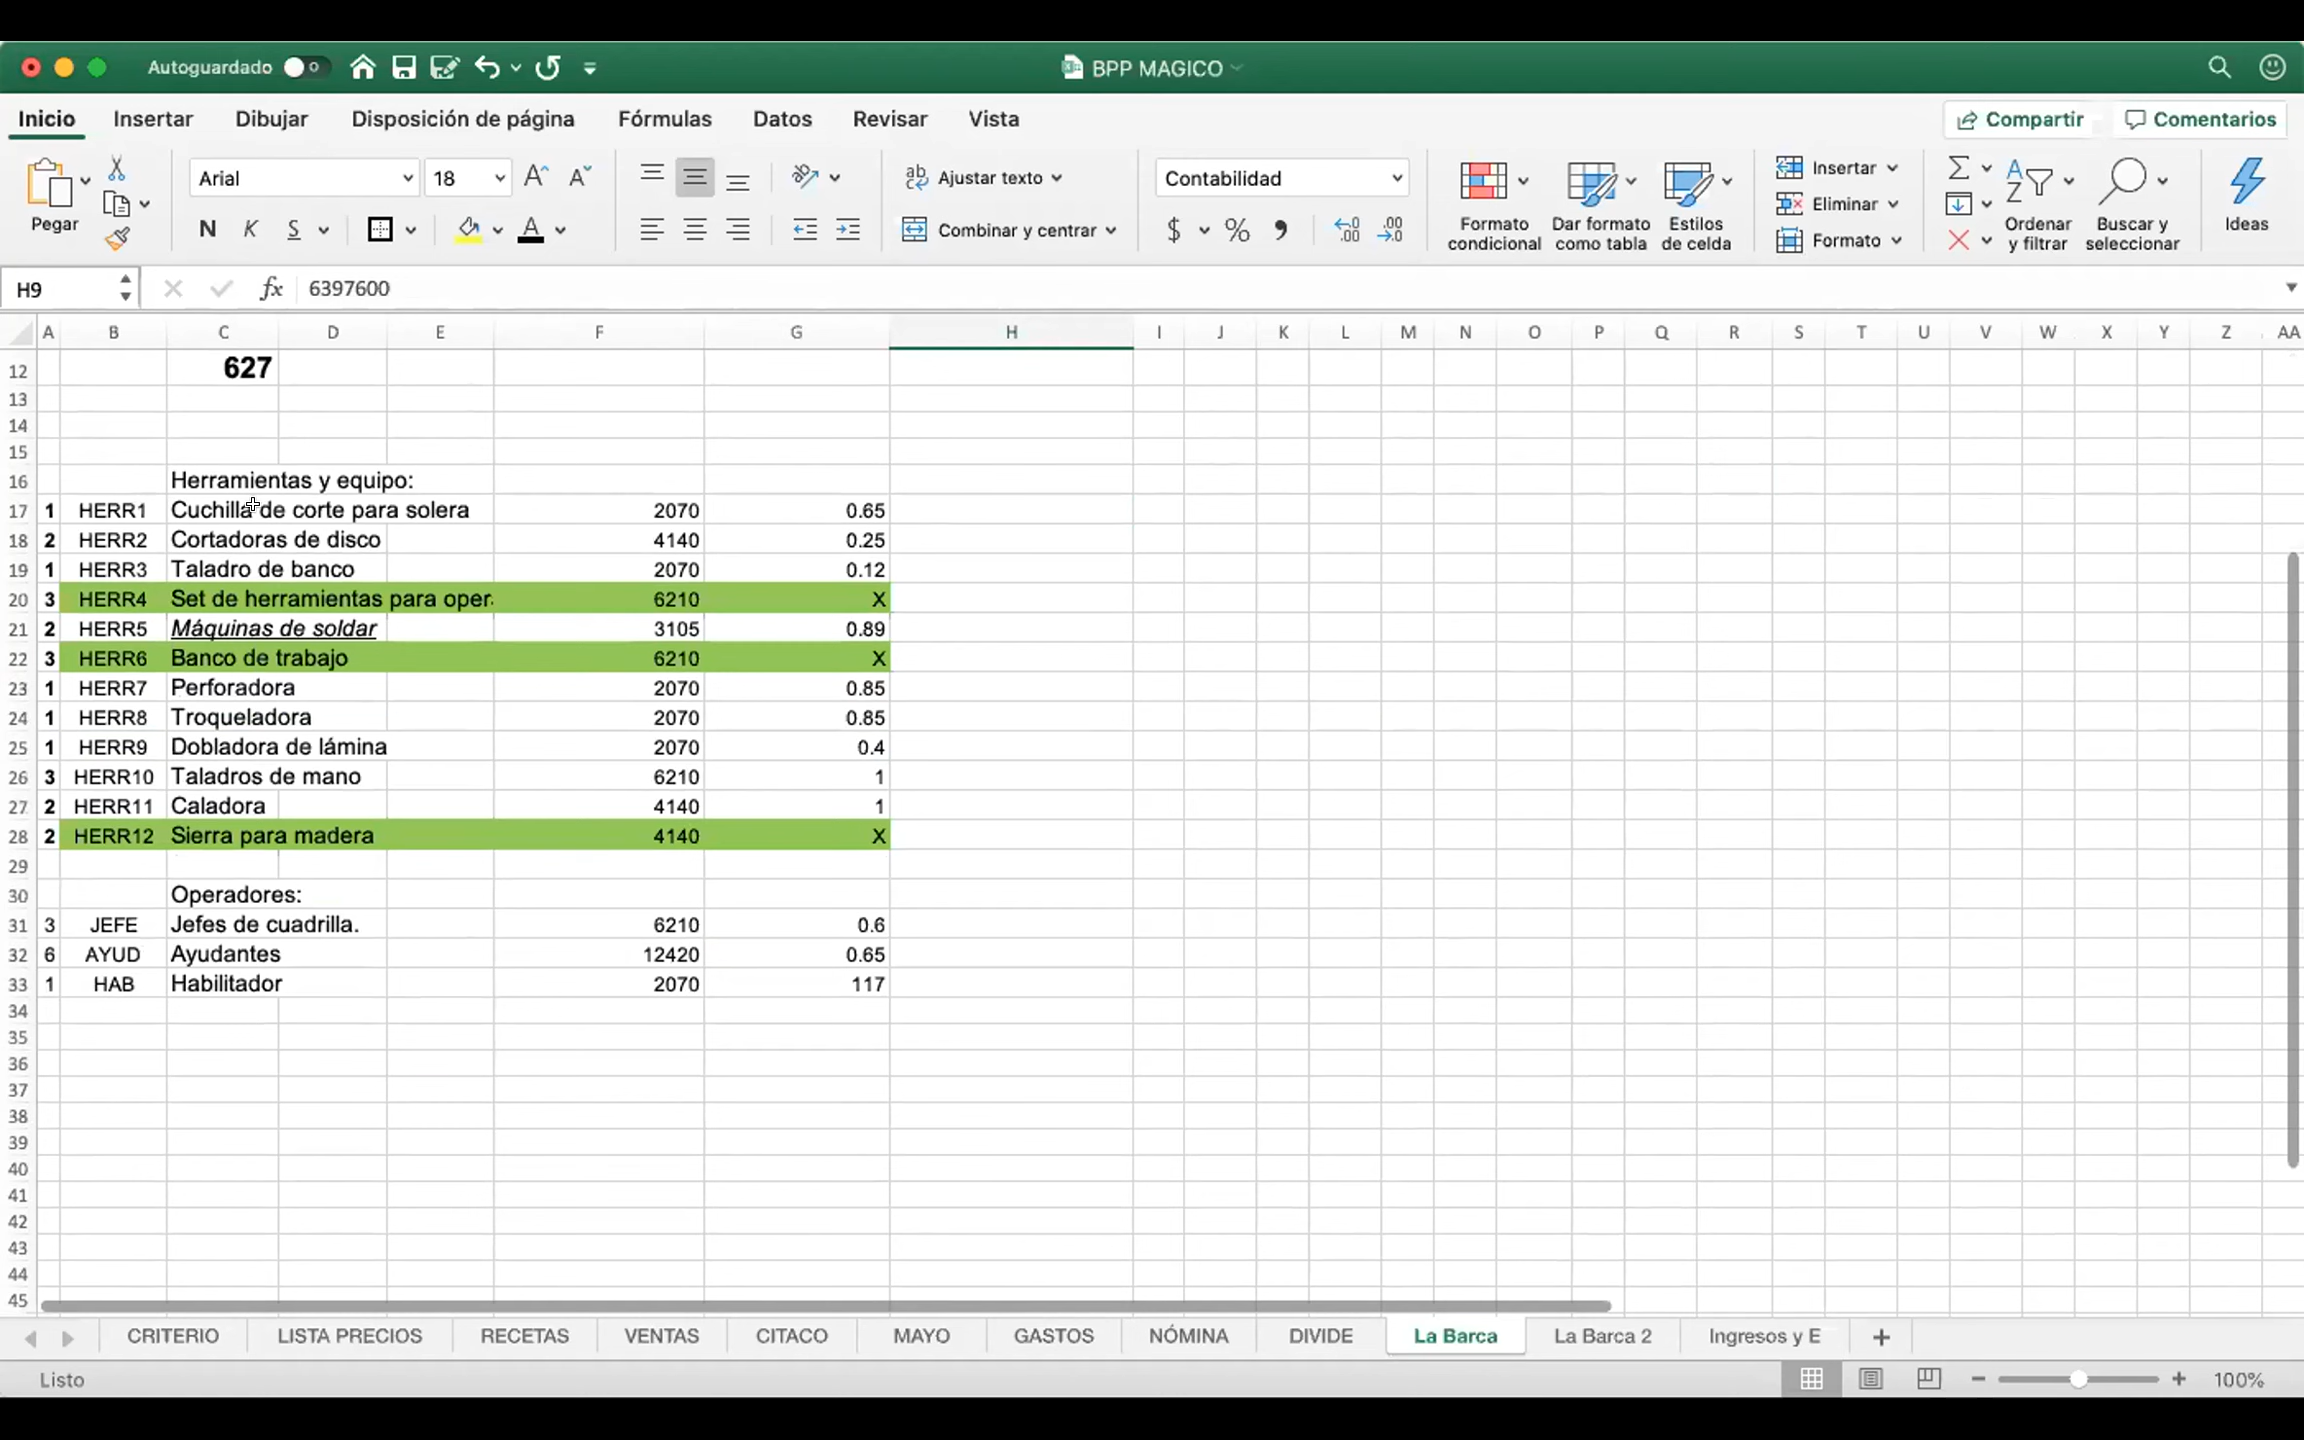 Autoguardado
BPP MAGICO
Inicio Insertar Dibujar Disposición de página Fórmulas Datos Revisar Vista Compartir Comentarios
Pegar
Arial 18
N K S
Ajustar texto
Combinar y centrar
Contabilidad
$ % 
Formato condicional
Dar formato como tabla
Estilos de celda
Insertar
Eliminar
Formato
Ordenar y filtrar
Buscar y seleccionar
Ideas
H9 fx 6397600
A B C D E F G H I J K L M N O P Q R S T U V W X Y Z AA
12 627
13
14
15
16 Herramientas y equipo:
17 1 HERR1 Cuchilla de corte para solera 2070 0.65
18 2 HERR2 Cortadoras de disco 4140 0.25
19 1 HERR3 Taladro de banco 2070 0.12
20 3 HERR4 Set de herramientas para oper 6210 X
21 2 HERR5 Máquinas de soldar 3105 0.89
22 3 HERR6 Banco de trabajo 6210 X
23 1 HERR7 Perforadora 2070 0.85
24 1 HERR8 Troqueladora 2070 0.85
25 1 HERR9 Dobladora de lámina 2070 0.4
26 3 HERR10 Taladros de mano 6210 1
27 2 HERR11 Caladora 4140 1
28 2 HERR12 Sierra para madera 4140 X
29
30 Operadores:
31 3 JEFE Jefes de cuadrilla. 6210 0.6
32 6 AYUD Ayudantes 12420 0.65
33 1 HAB Habilitador 2070 117
34
35
36
37
38
39
40
41
42
43
44
45
CRITERIO LISTA PRECIOS RECETAS VENTAS CITACO MAYO GASTOS NÓMINA DIVIDE La Barca La Barca 2 Ingresos y E
Listo 100%